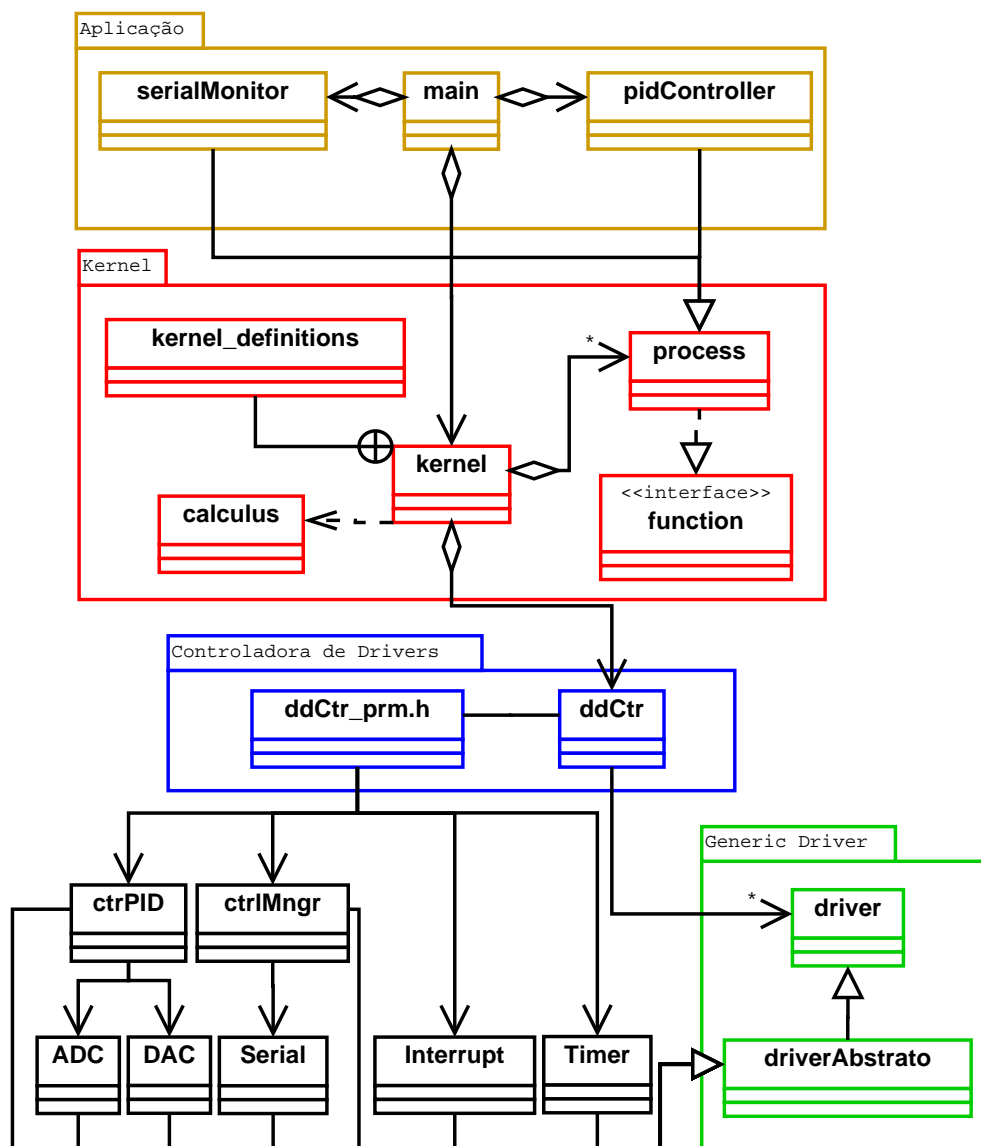 Aplicação
serialMonitor
main
pidController
Kernel
kernel_definitions
*
process
kernel
<<interface>>
function
calculus
Controladora de Drivers
ddCtr_prm.h
ddCtr
Generic Driver
ctrPID
ctrlMngr
*
driver
ADC
DAC
Serial
Interrupt
Timer
driverAbstrato